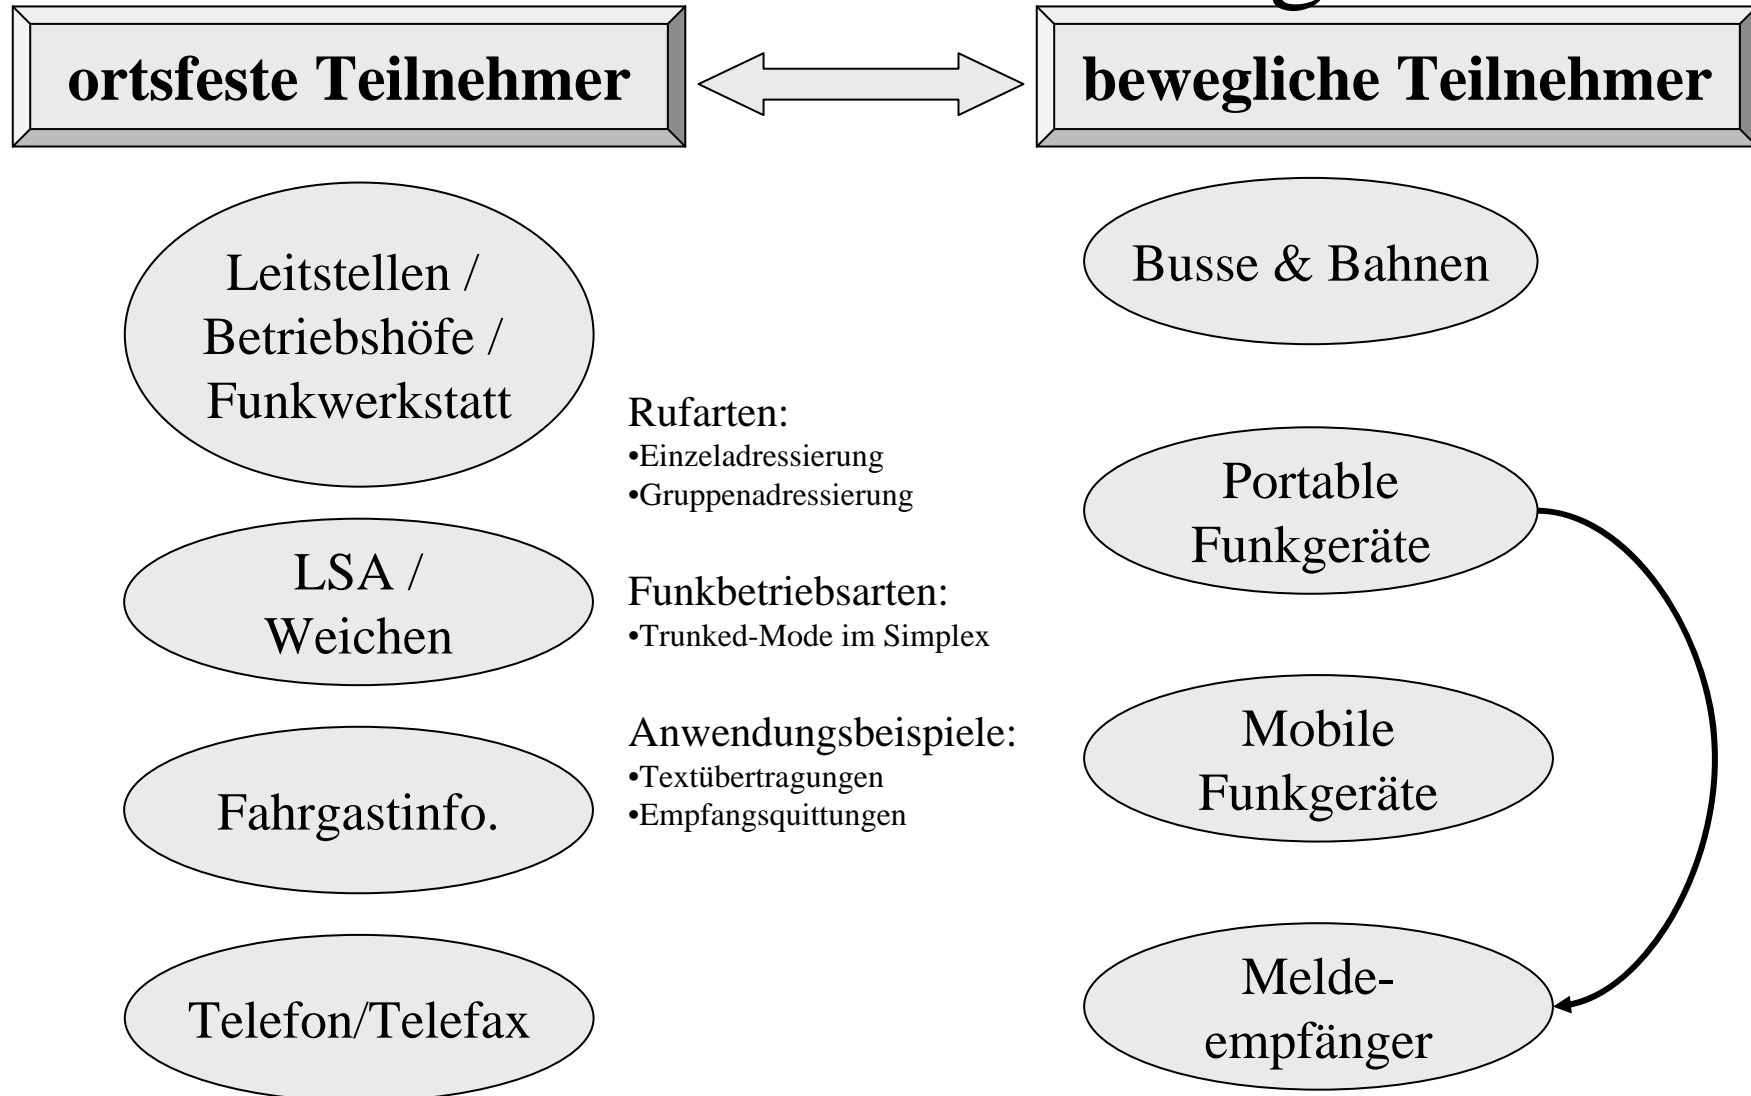 ortsfeste Teilnehmer
bewegliche Teilnehmer
Leitstellen /
Betriebshöfe /
Funkwerkstatt
LSA /
Weichen
Fahrgastinfo.
Telefon/Telefax
Rufarten:
•Einzeladressierung
•Gruppenadressierung
Funkbetriebsarten:
•Trunked-Mode im Simplex
Anwendungsbeispiele:
•Textübertragungen
•Empfangsquittungen
Busse & Bahnen
Portable
Funkgeräte
Mobile
Funkgeräte
Melde-
empfänger